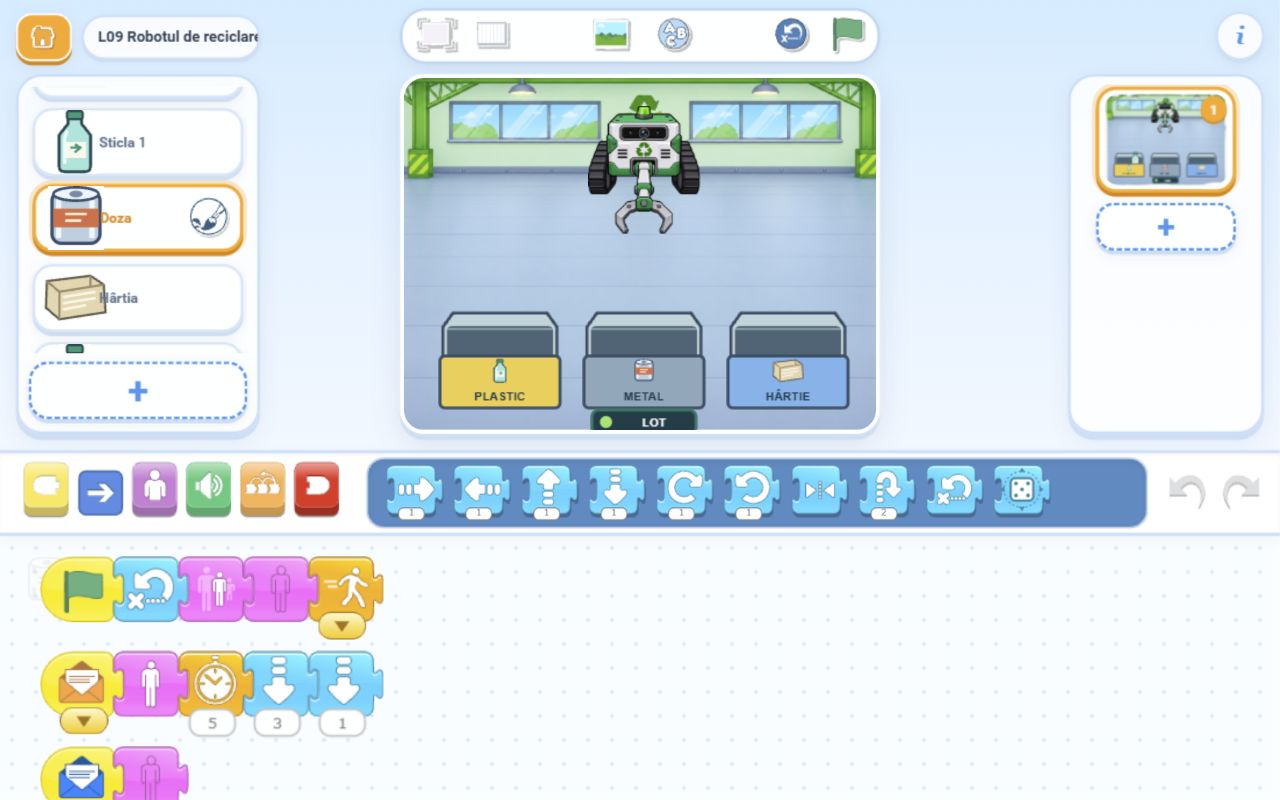 L09 Robotul de reciclare
A B C
i
Sticla 1
Doza
Hârtia
PLASTIC
METAL
HÂRTIE
LOT
1
1 1 1 1 1 1 2
5 3 1